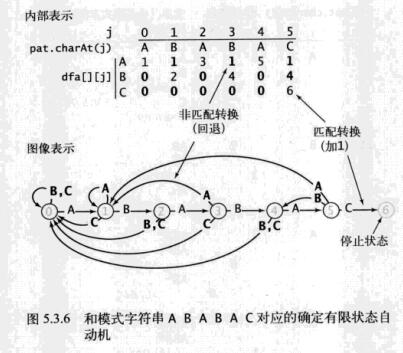 内部表示
j 0 1 2 3 4 5
pat.charAt(j) A B A B A C
A 1 1 3 1 5 1
dfa[][j] B 0 2 0 4 0 4
C 0 0 0 0 0 6
非匹配转换
(回退)
匹配转换
(加1)
图像表示
B,C A A A
B
0 A 1 B 2 A 3 B 4 A 5 C 6
C B,C C B,C
停止状态
图 5.3.6 和模式字符串 A B A B A C 对应的确定有限状态自
动机